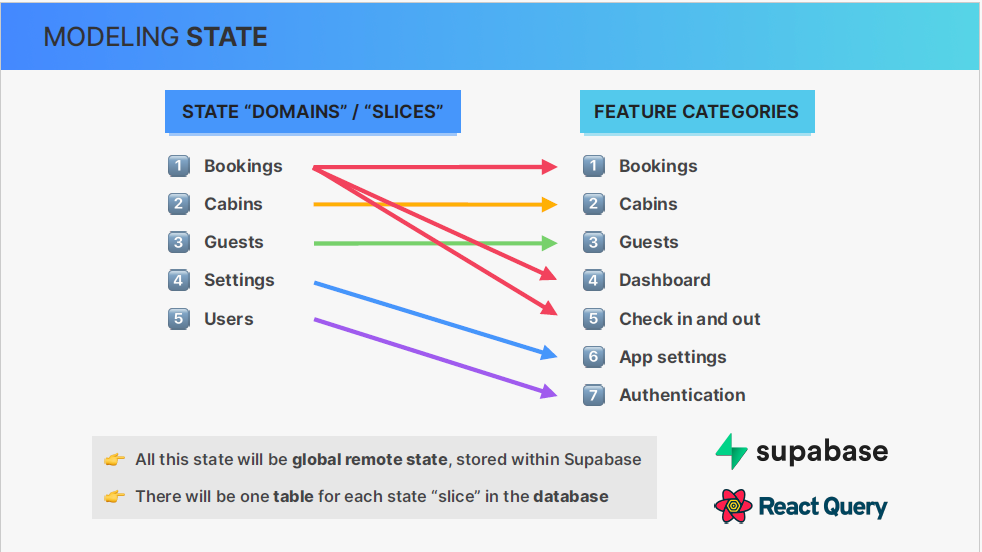 MODELING STATE
STATE “DOMAINS” / “SLICES”
1 Bookings
2 Cabins
3 Guests
4 Settings
5 Users
FEATURE CATEGORIES
1 Bookings
2 Cabins
3 Guests
4 Dashboard
5 Check in and out
6 App settings
7 Authentication
👉 All this state will be global remote state, stored within Supabase
👉 There will be one table for each state “slice” in the database
supabase
React Query